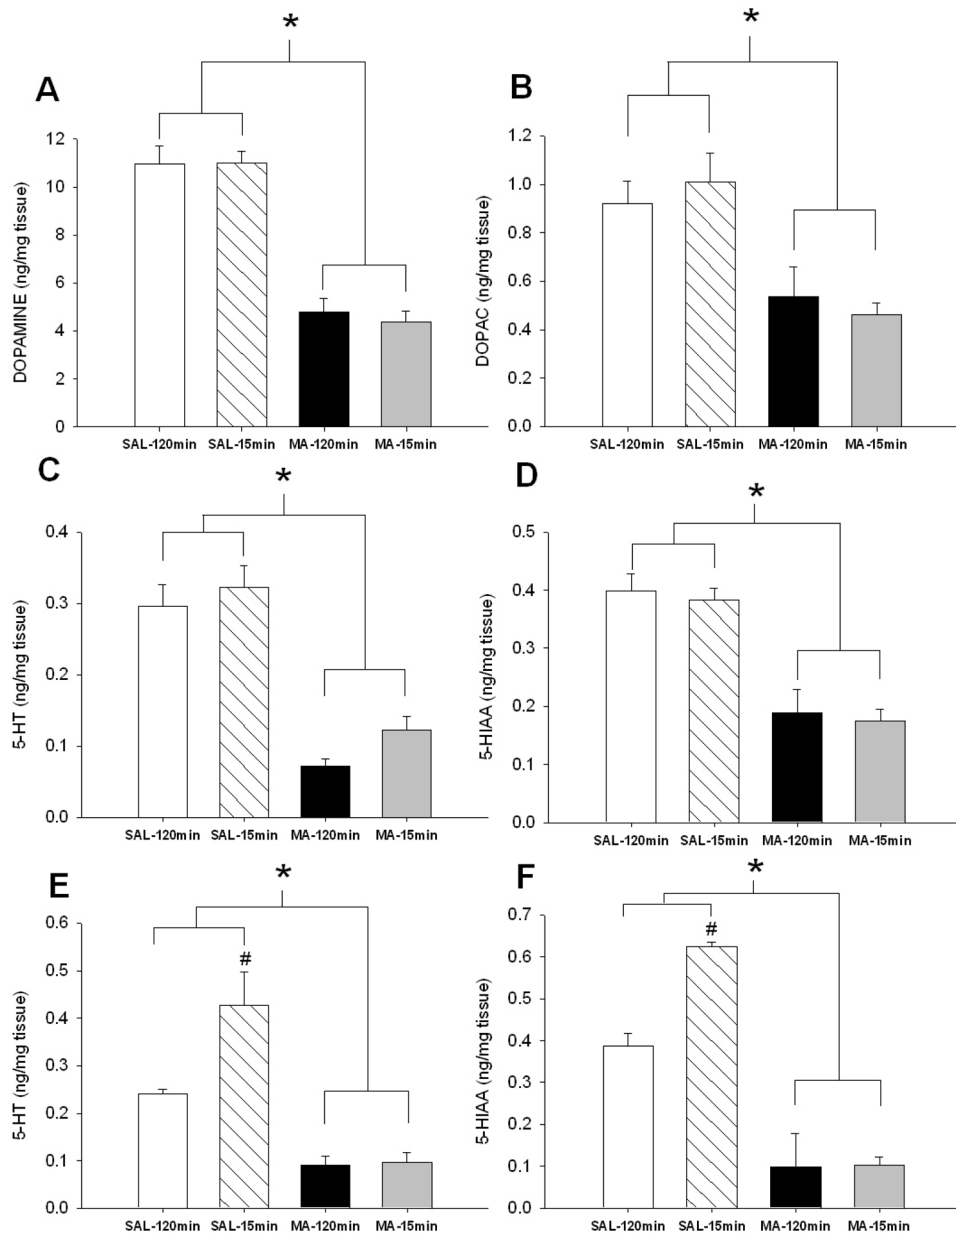 *
*
A
B
DOPAMINE (ng/mg tissue)
12
10
8
6
4
2
0
SAL-120min SAL-15min MA-120min MA-15min
DOPAC (ng/mg tissue)
1.2
1.0
0.8
0.6
0.4
0.2
0.0
SAL-120min SAL-15min MA-120min MA-15min
C
*
D
*
5-HT (ng/mg tissue)
0.4
0.3
0.2
0.1
0.0
SAL-120min SAL-15min MA-120min MA-15min
5-HIAA (ng/mg tissue)
0.5
0.4
0.3
0.2
0.1
0.0
SAL-120min SAL-15min MA-120min MA-15min
E
*
F
*
5-HT (ng/mg tissue)
0.6
0.5
0.4
0.3
0.2
0.1
0.0
#
SAL-120min SAL-15min MA-120min MA-15min
5-HIAA (ng/mg tissue)
0.7
0.6
0.5
0.4
0.3
0.2
0.1
0.0
#
SAL-120min SAL-15min MA-120min MA-15min